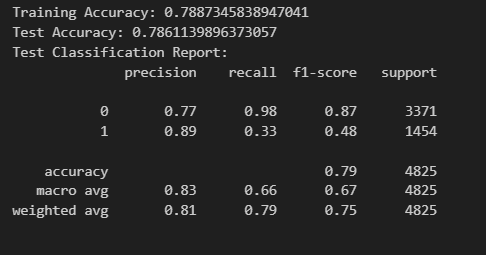 Training Accuracy: 0.7887345838947041
Test Accuracy: 0.7861139896373057
Test Classification Report:
precision recall f1-score support
0 0.77 0.98 0.87 3371
1 0.89 0.33 0.48 1454
accuracy 0.79 4825
macro avg 0.83 0.66 0.67 4825
weighted avg 0.81 0.79 0.75 4825